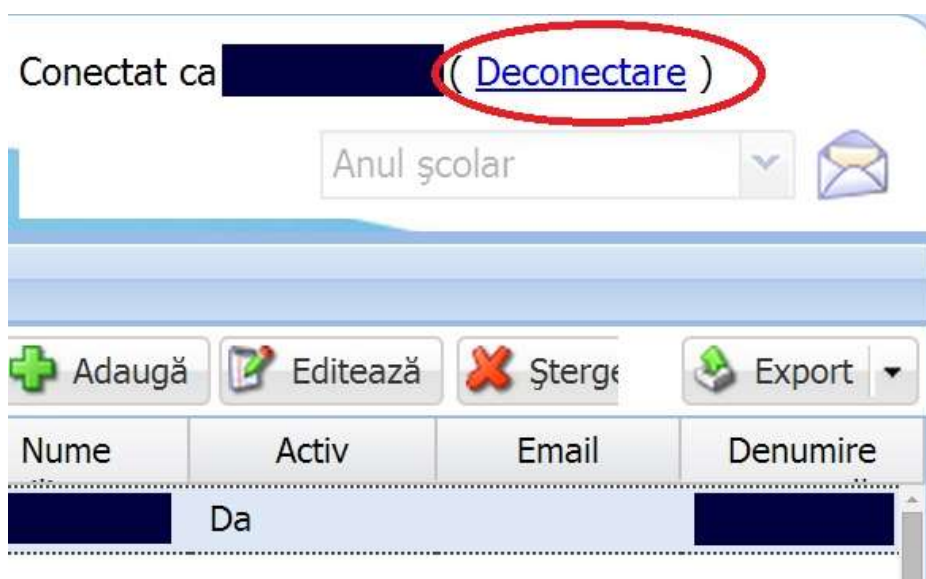 Conectat ca ( Deconectare )
Anul şcolar
Adaugă Editează Şterge Export
Nume Activ Email Denumire
Da